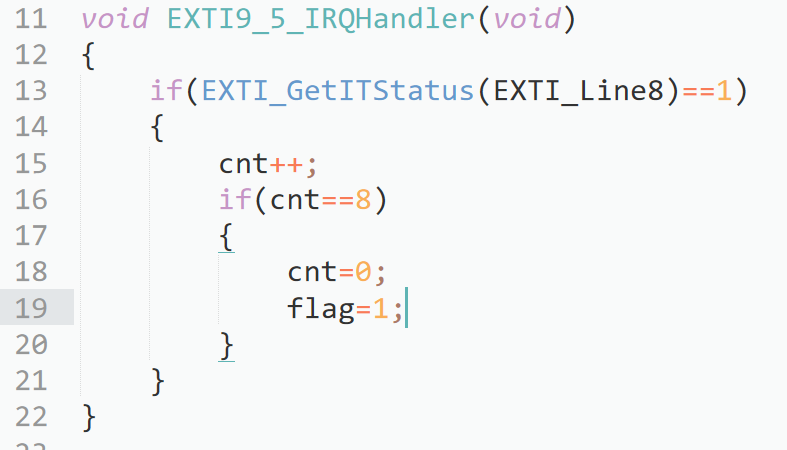 11 void EXTI9_5_IRQHandler(void)
12 {
13     if(EXTI_GetITStatus(EXTI_Line8)==1)
14     {
15         cnt++;
16         if(cnt==8)
17         {
18             cnt=0;
19             flag=1;
20         }
21     }
22 }